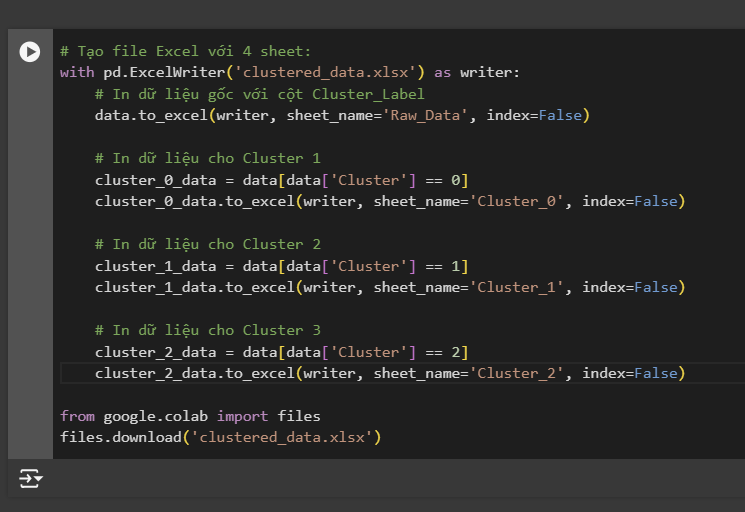 # Tạo file Excel với 4 sheet:
with pd.ExcelWriter('clustered_data.xlsx') as writer:
    # In dữ liệu gốc với cột Cluster_Label
    data.to_excel(writer, sheet_name='Raw_Data', index=False)

    # In dữ liệu cho Cluster 1
    cluster_0_data = data[data['Cluster'] == 0]
    cluster_0_data.to_excel(writer, sheet_name='Cluster_0', index=False)

    # In dữ liệu cho Cluster 2
    cluster_1_data = data[data['Cluster'] == 1]
    cluster_1_data.to_excel(writer, sheet_name='Cluster_1', index=False)

    # In dữ liệu cho Cluster 3
    cluster_2_data = data[data['Cluster'] == 2]
    cluster_2_data.to_excel(writer, sheet_name='Cluster_2', index=False)

from google.colab import files
files.download('clustered_data.xlsx')